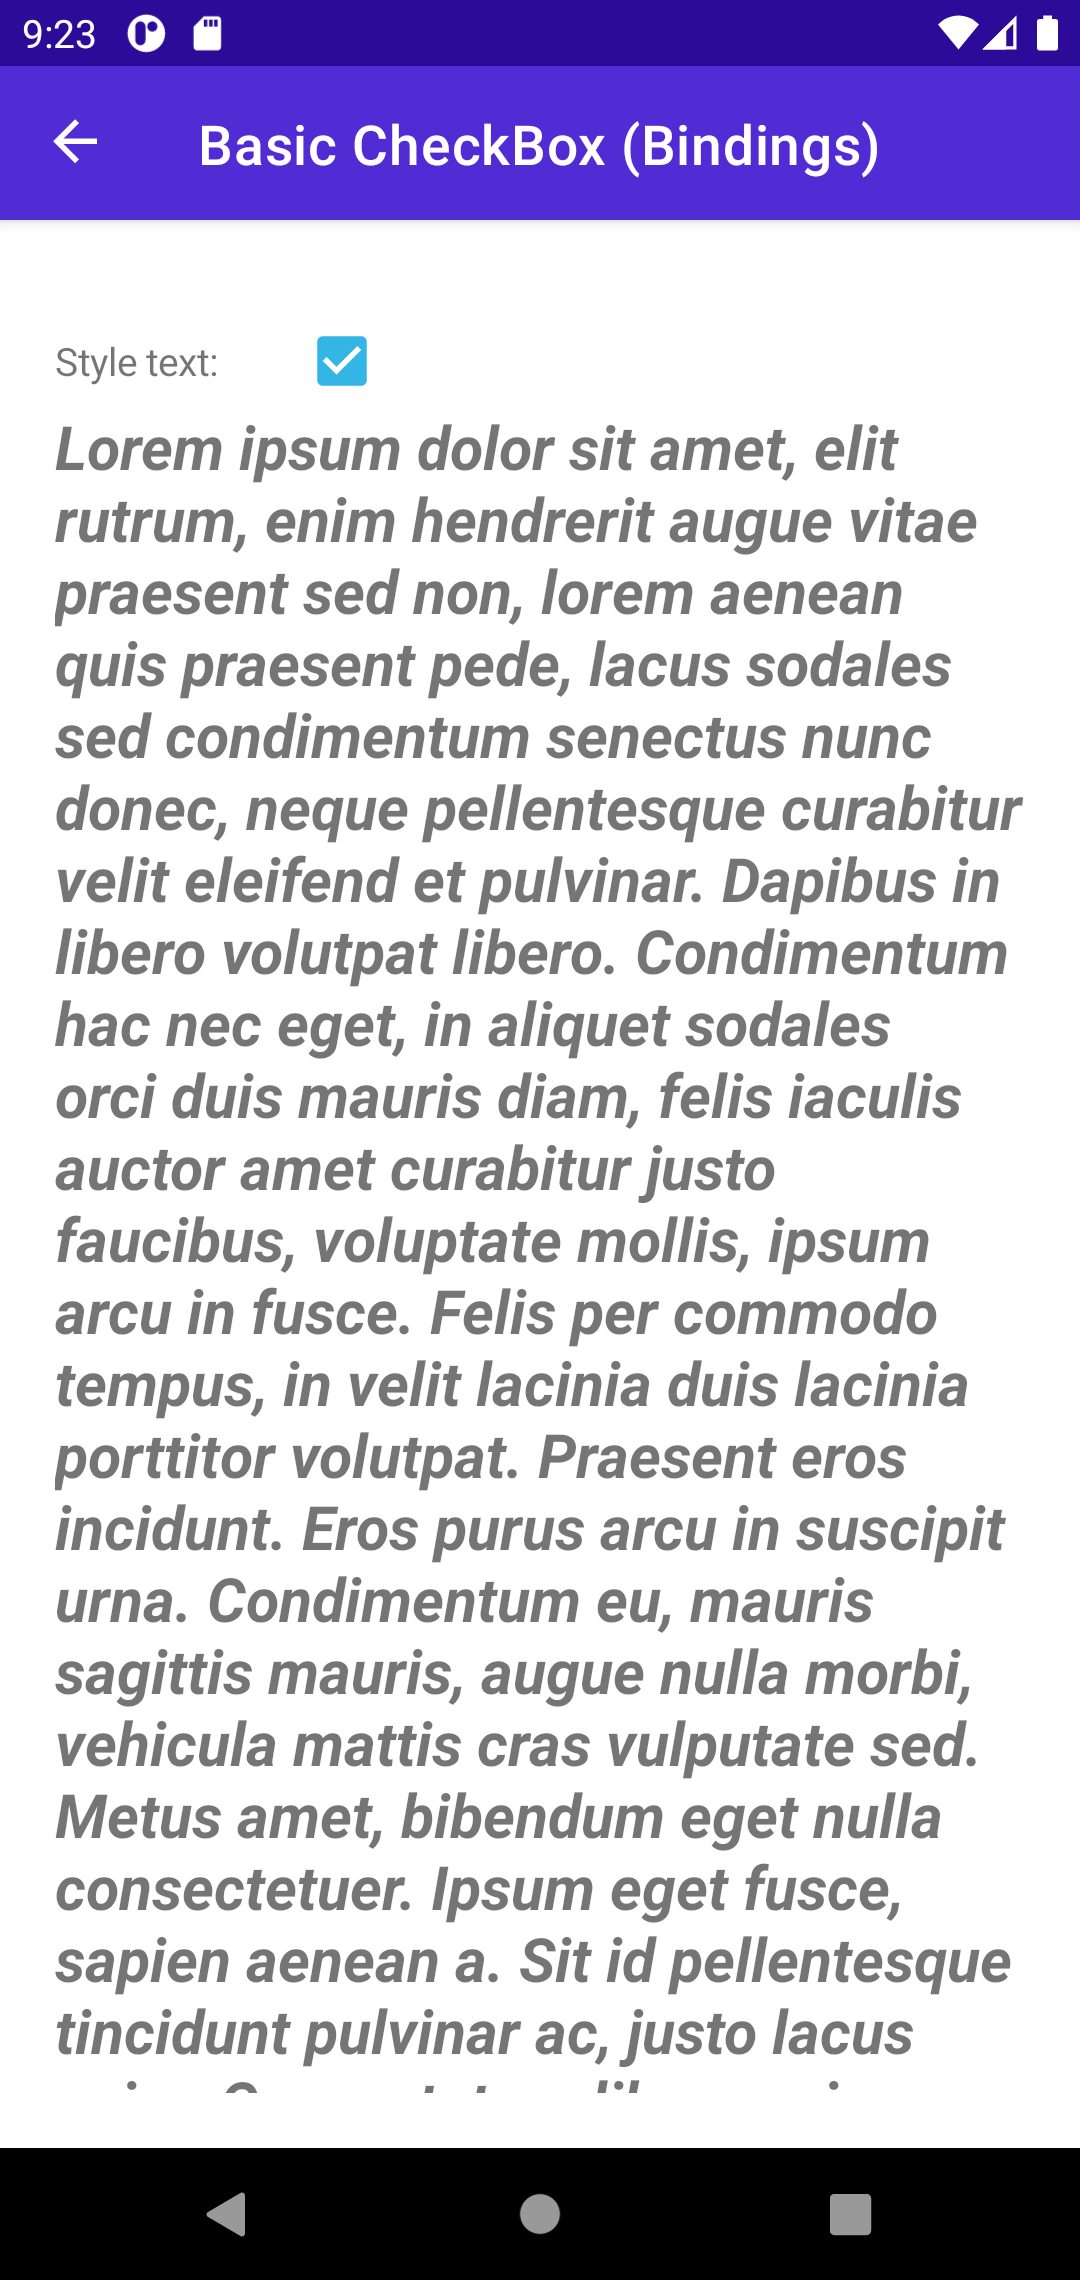 9:23
Basic CheckBox (Bindings)
Style text:
Lorem ipsum dolor sit amet, elit
rutrum, enim hendrerit augue vitae
praesent sed non, lorem aenean
quis praesent pede, lacus sodales
sed condimentum senectus nunc
donec, neque pellentesque curabitur
velit eleifend et pulvinar. Dapibus in
libero volutpat libero. Condimentum
hac nec eget, in aliquet sodales
orci duis mauris diam, felis iaculis
auctor amet curabitur justo
faucibus, voluptate mollis, ipsum
arcu in fusce. Felis per commodo
tempus, in velit lacinia duis lacinia
porttitor volutpat. Praesent eros
incidunt. Eros purus arcu in suscipit
urna. Condimentum eu, mauris
sagittis mauris, augue nulla morbi,
vehicula mattis cras vulputate sed.
Metus amet, bibendum eget nulla
consectetuer. Ipsum eget fusce,
sapien aenean a. Sit id pellentesque
tincidunt pulvinar ac, justo lacus